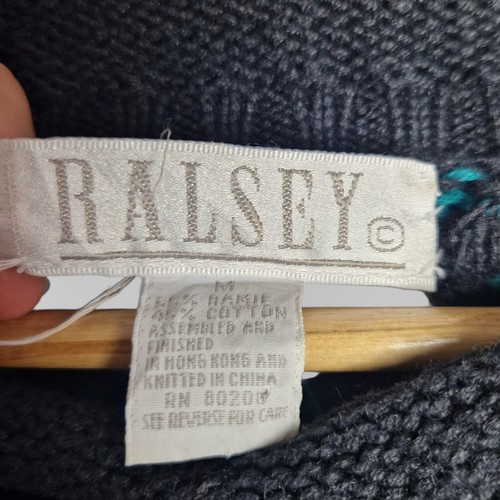 RALSEY ©
M
55% RAMIE
45% COTTON
ASSEMBLED AND
FINISHED
IN HONG KONG AND
KNITTED IN CHINA
RN
SEE REVERSE FOR CARE